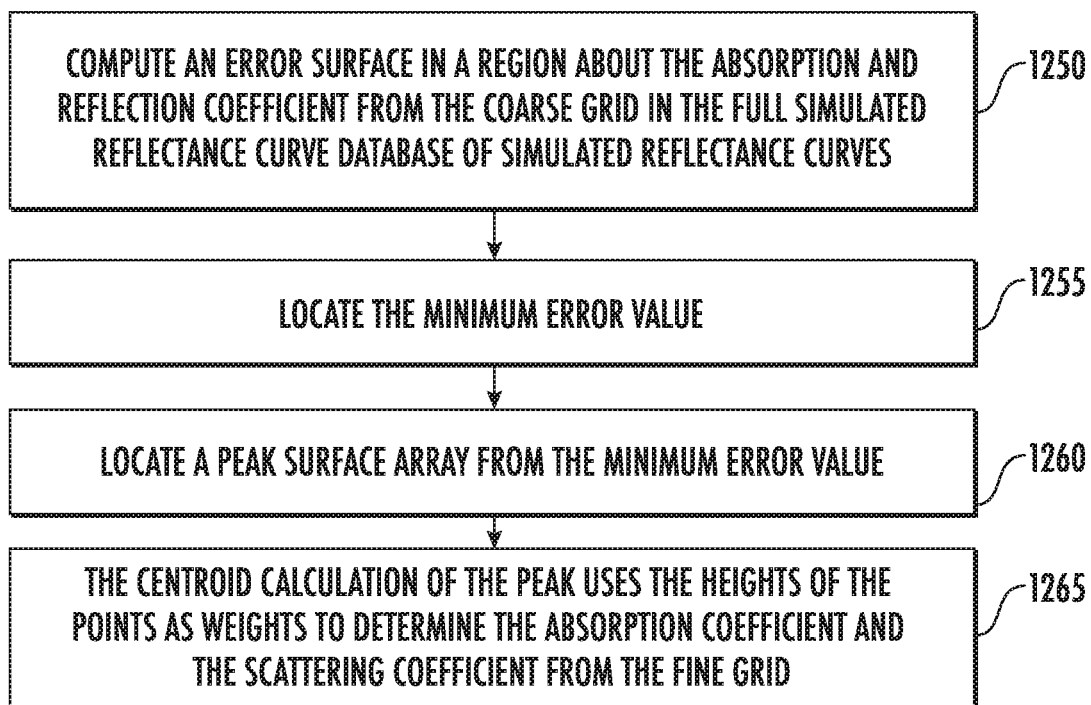 COMPUTE AN ERROR SURFACE IN A REGION ABOUT THE ABSORPTION AND
REFLECTION COEFFICIENT FROM THE COARSE GRID IN THE FULL SIMULATED
REFLECTANCE CURVE DATABASE OF SIMULATED REFLECTANCE CURVES
1250
LOCATE THE MINIMUM ERROR VALUE
1255
LOCATE A PEAK SURFACE ARRAY FROM THE MINIMUM ERROR VALUE
1260
THE CENTROID CALCULATION OF THE PEAK USES THE HEIGHTS OF THE
POINTS AS WEIGHTS TO DETERMINE THE ABSORPTION COEFFICIENT AND
THE SCATTERING COEFFICIENT FROM THE FINE GRID
1265